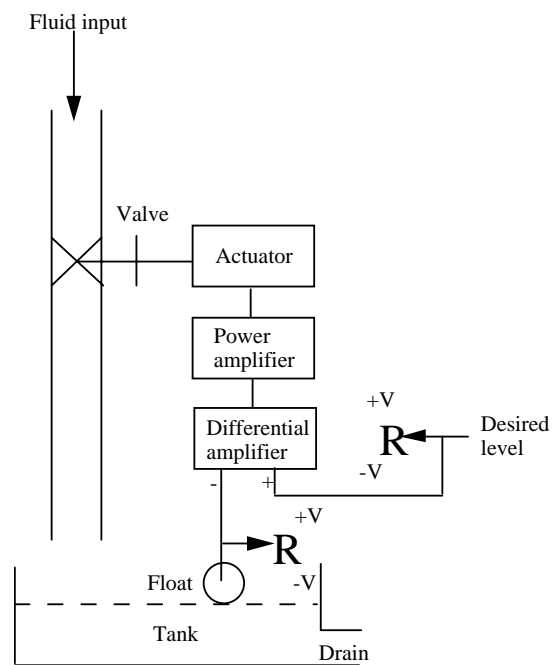 Fluid input
Valve
Actuator
Power
amplifier
+V
Differential
amplifier
R
Desired
level
-V
-
+
+V
R
Float
-V
Tank
Drain